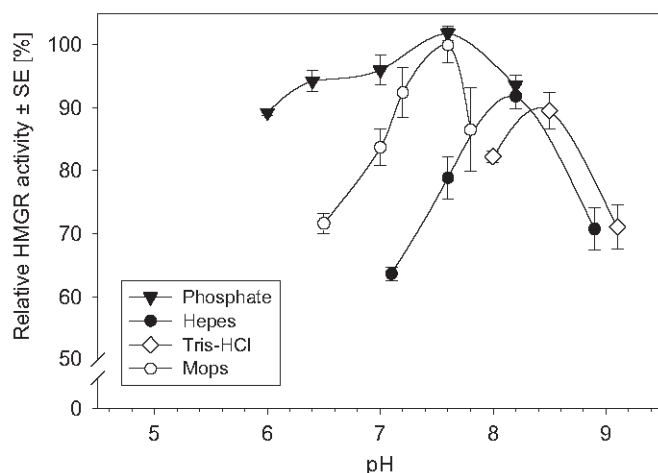 Relative HMGR activity ± SE [%]
100
90
80
70
60
50
0
Phosphate
Hepes
Tris-HCl
Mops
5 6 7 8 9
pH